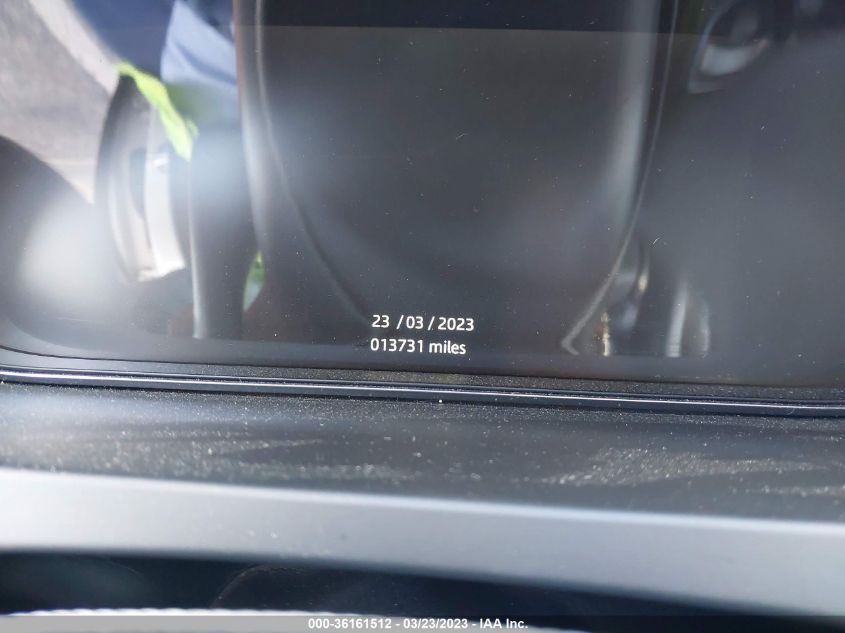 23 / 03 / 2023
013731 miles
000-36161512 - 03/23/2023 - IAA Inc.